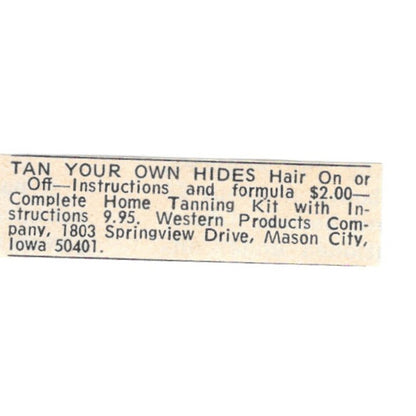 TAN YOUR OWN HIDES Hair On or
Off—Instructions and formula $2.00—
Complete Home Tanning Kit with In-
structions 9.95. Western Products Com-
pany, 1803 Springview Drive, Mason City,
Iowa 50401.